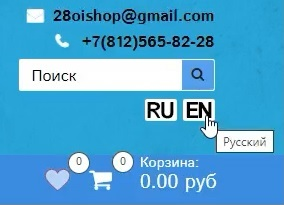 28oishop@gmail.com
+7(812)565-82-28
Поиск
RU EN
Русский
0 0 Корзина:
0.00 руб